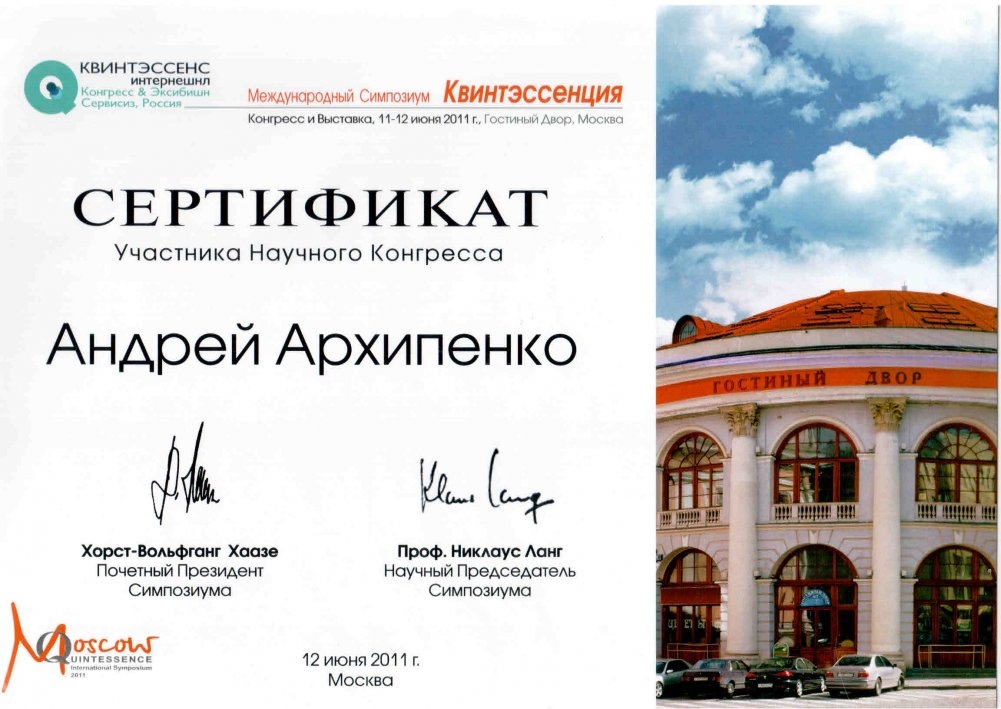 КВИНТЭССЕНС
интернешнл
Конгресс & Эксибишн
Сервисиз, Россия
Международный Симпозиум Квинтэссенция
Конгресс и Выставка, 11-12 июня 2011 г., Гостиный Двор, Москва
СЕРТИФИКАТ
Участника Научного Конгресса
Андрей Архипенко
Хорст-Вольфганг Хаазе
Почетный Президент
Симпозиума
Проф. Никлаус Ланг
Научный Председатель
Симпозиума
Moscow
QUINTESSENCE
International Symposium
2011
12 июня 2011 г.
Москва
ГОСТИНЫЙ ДВОР
ЦВЕТЫ